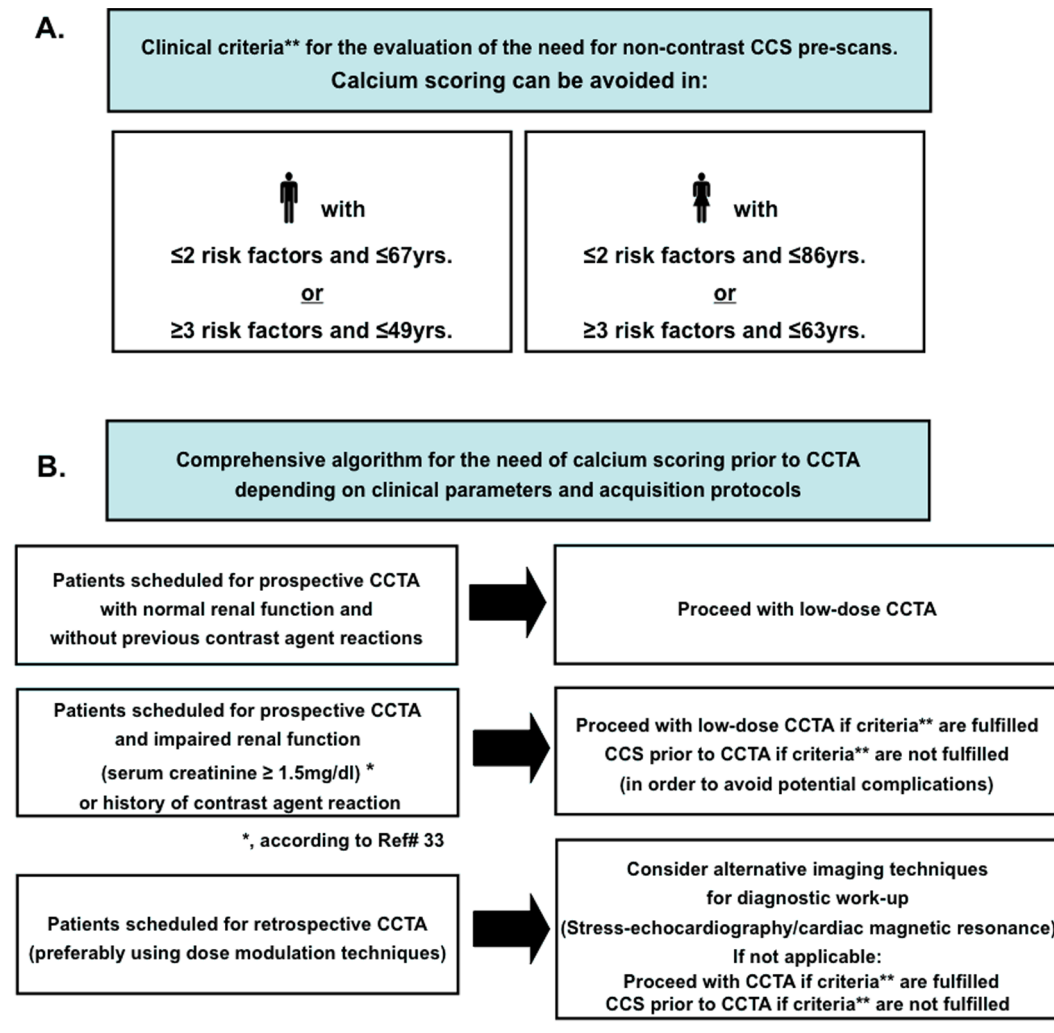 A.
Clinical criteria** for the evaluation of the need for non-contrast CCS pre-scans.
Calcium scoring can be avoided in:
with
≤2 risk factors and ≤67yrs.
or
≥3 risk factors and ≤49yrs.
with
≤2 risk factors and ≤86yrs.
or
≥3 risk factors and ≤63yrs.
B.
Comprehensive algorithm for the need of calcium scoring prior to CCTA
depending on clinical parameters and acquisition protocols
Patients scheduled for prospective CCTA
with normal renal function and
without previous contrast agent reactions
Proceed with low-dose CCTA
Patients scheduled for prospective CCTA
and impaired renal function
(serum creatinine ≥ 1.5mg/dl) *
or history of contrast agent reaction
*, according to Ref# 33
Proceed with low-dose CCTA if criteria** are fulfilled
CCS prior to CCTA if criteria** are not fulfilled
(in order to avoid potential complications)
Patients scheduled for retrospective CCTA
(preferably using dose modulation techniques)
Consider alternative imaging techniques
for diagnostic work-up
(Stress-echocardiography/cardiac magnetic resonance)
If not applicable:
Proceed with CCTA if criteria** are fulfilled
CCS prior to CCTA if criteria** are not fulfilled